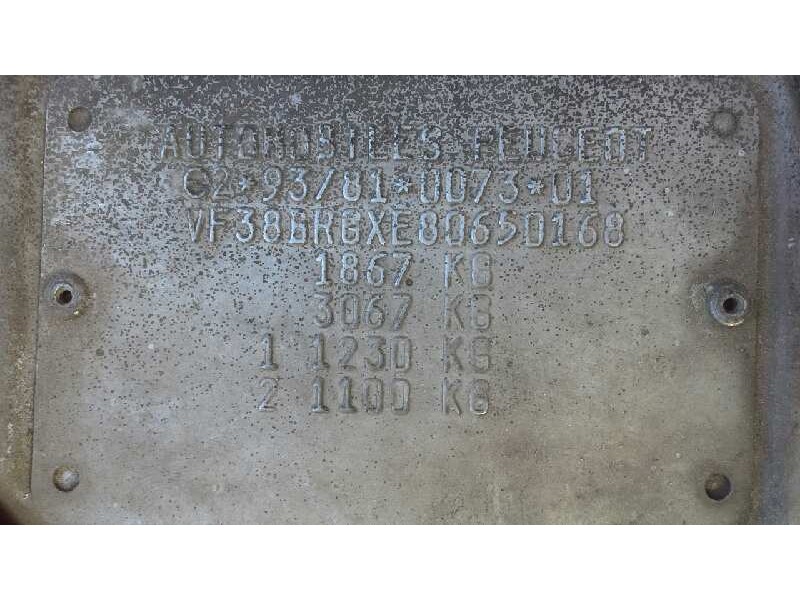 AUTOMOBILES PEUGEOT
e2*93/81*0073*01
VF38BRGXE80650168
1867 KG
3067 KG
1 1230 KG
2 1100 KG